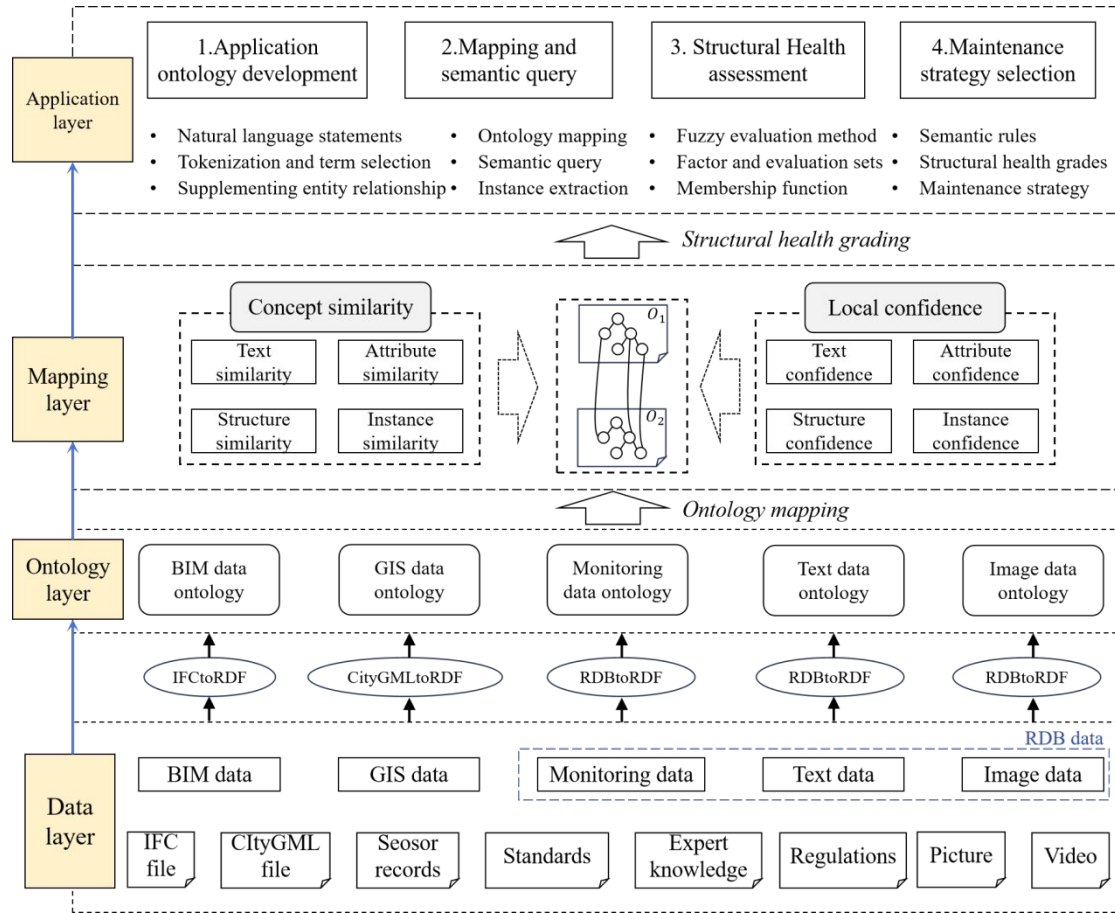 1.Application
ontology development
2.Mapping and
semantic query
3. Structural Health
assessment
4.Maintenance
strategy selection
Application
layer
• Natural language statements
• Tokenization and term selection
• Supplementing entity relationship
• Ontology mapping
• Semantic query
• Instance extraction
• Fuzzy evaluation method
• Factor and evaluation sets
• Membership function
• Semantic rules
• Structural health grades
• Maintenance strategy
Structural health grading
Mapping
layer
Concept similarity
Text
similarity
Attribute
similarity
Structure
similarity
Instance
similarity
O1
O2
Local confidence
Text
confidence
Attribute
confidence
Structure
confidence
Instance
confidence
Ontology mapping
Ontology
layer
BIM data
ontology
GIS data
ontology
Monitoring
data ontology
Text data
ontology
Image data
ontology
IFCtoRDF
CityGMLtoRDF
RDBtoRDF
RDBtoRDF
RDBtoRDF
RDB data
Data
layer
BIM data
GIS data
Monitoring data
Text data
Image data
IFC
file
CItyGML
file
Seosor
records
Standards
Expert
knowledge
Regulations
Picture
Video